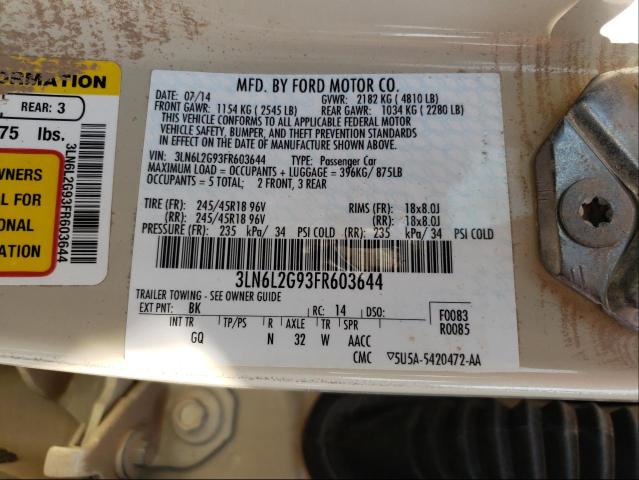 MFD. BY FORD MOTOR CO.
DATE: 07/14 GVWR: 2182 KG ( 4810 LB)
FRONT GAWR: 1154 KG ( 2545 LB) REAR GAWR: 1034 KG ( 2280 LB)
THIS VEHICLE CONFORMS TO ALL APPLICABLE FEDERAL MOTOR
VEHICLE SAFETY, BUMPER, AND THEFT PREVENTION STANDARDS
IN EFFECT ON THE DATE OF MANUFACTURE SHOWN ABOVE.
VIN: 3LN6L2G93FR603644 TYPE: Passenger Car
MAXIMUM LOAD = OCCUPANTS + LUGGAGE = 396KG/ 875LB
OCCUPANTS = 5 TOTAL; 2 FRONT, 3 REAR
TIRE (FR): 245/45R18 96V RIMS (FR): 18x8.0J
(RR): 245/45R18 96V (RR): 18x8.0J
PRESSURE (FR): 235 kPa/ 34 PSI COLD (RR): 235 kPa/ 34 PSI COLD
3LN6L2G93FR603644
TRAILER TOWING - SEE OWNER GUIDE
EXT PNT: BK RC: 14 DSO: F0083
R0085
INT TR TP/PS R AXLE TR SPR
GQ N 32 W AACC
CMC ▽5U5A-5420472-AA
ORMATION
REAR: 3
75 lbs.
WNERS
AL FOR
ONAL
ATION
3LN6L2G93FR603644